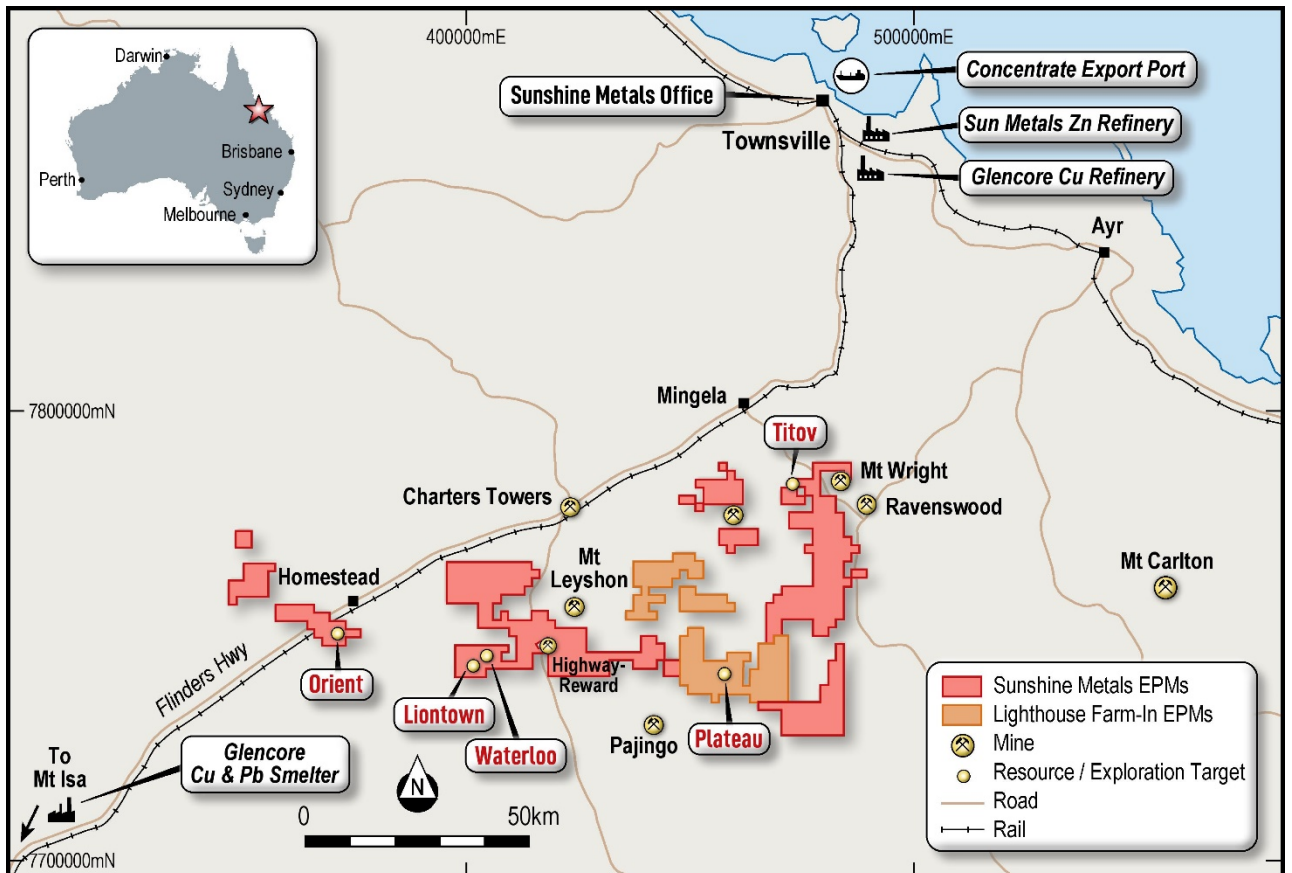 400000mE
500000mE
Darwin
Brisbane
Perth
Sydney
Melbourne
Sunshine Metals Office
Concentrate Export Port
Townsville
Sun Metals Zn Refinery
Glencore Cu Refinery
Ayr
7800000mN
Mingela
Titov
Mt Wright
Charters Towers
Ravenswood
Mt
Leyshon
Mt Carlton
Homestead
Highway-
Reward
Flinders Hwy
Orient
Liontown
Waterloo
Pajingo
Plateau
To
Mt Isa
Glencore
Cu & Pb Smelter
N
0
50km
7700000mN
Sunshine Metals EPMs
Lighthouse Farm-In EPMs
Mine
Resource / Exploration Target
Road
Rail